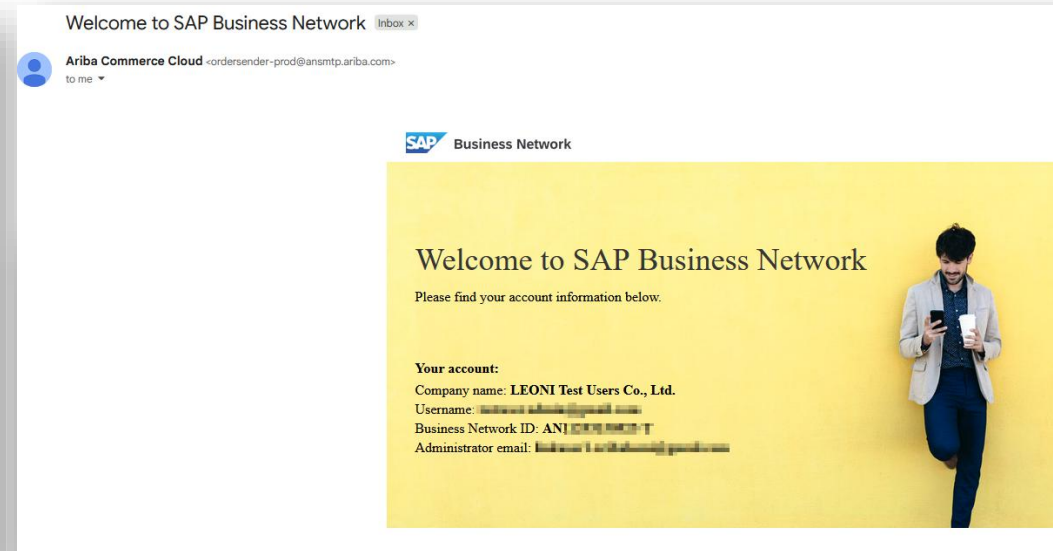 Welcome to SAP Business Network Inbox ×
Ariba Commerce Cloud <ordersender-prod@ansmtp.ariba.com>
to me
SAP Business Network
Welcome to SAP Business Network
Please find your account information below.
Your account:
Company name: LEONI Test Users Co., Ltd.
Username:
Business Network ID: AN
Administrator email: